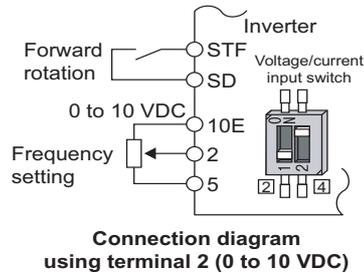 Inverter
Forward
rotation
STF
SD
Voltage/current
input switch
0 to 10 VDC
10E
Frequency
setting
2
5
ON
1 2
2 4
Connection diagram
using terminal 2 (0 to 10 VDC)